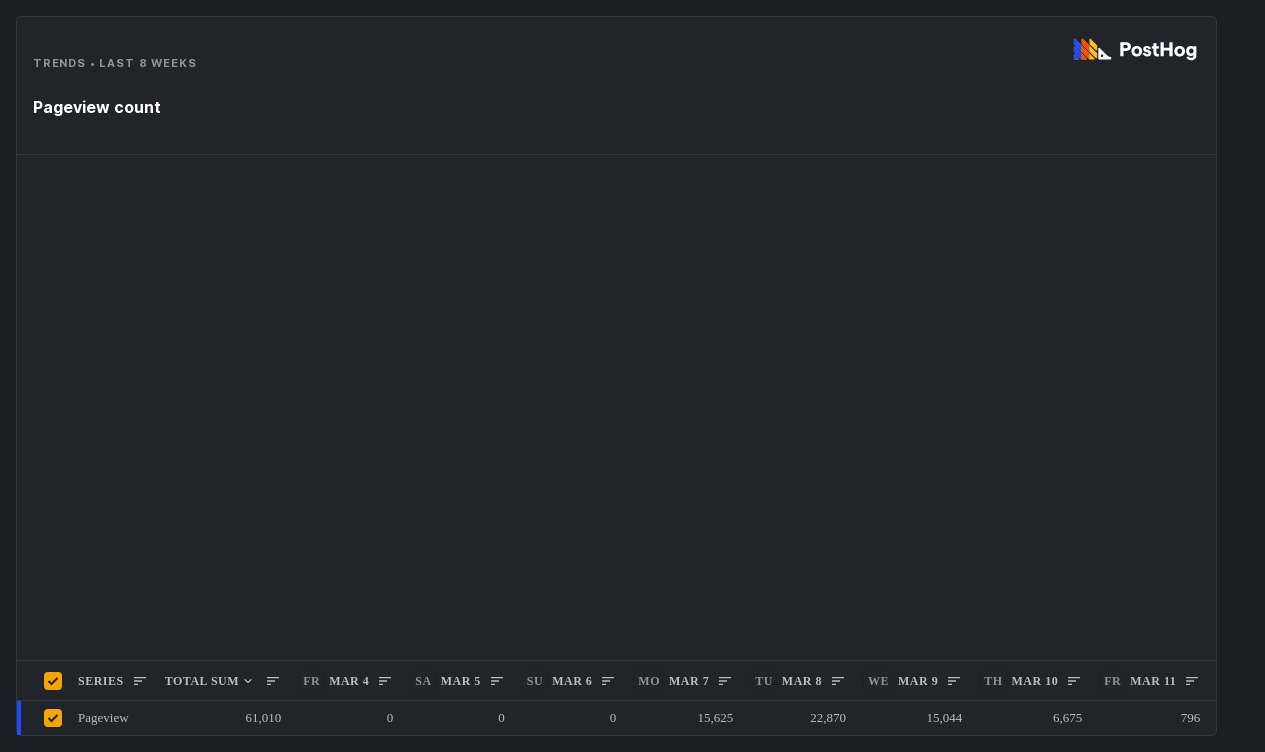 PostHog
TRENDS • LAST 8 WEEKS
Pageview count
SERIES TOTAL SUM FR MAR 4 SA MAR 5 SU MAR 6 MO MAR 7 TU MAR 8 WE MAR 9 TH MAR 10 FR MAR 11
Pageview 61,010 0 0 0 15,625 22,870 15,044 6,675 796